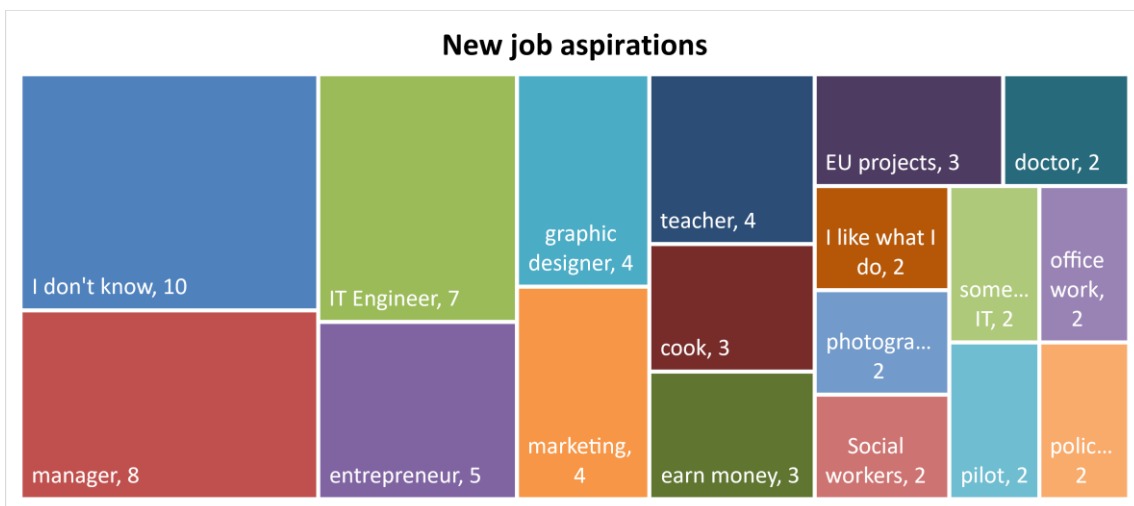 New job aspirations
I don't know, 10
manager, 8
IT Engineer, 7
entrepreneur, 5
graphic
designer, 4
marketing,
4
teacher, 4
cook, 3
earn money, 3
EU projects, 3
doctor, 2
I like what I
do, 2
photogra…
2
Social
workers, 2
some…
IT, 2
pilot, 2
office
work,
2
polic…
2